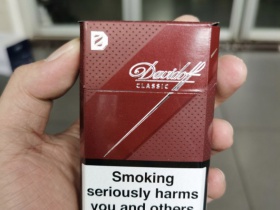 D
Davidoff
CLASSIC
Smoking
seriously harms
you and others